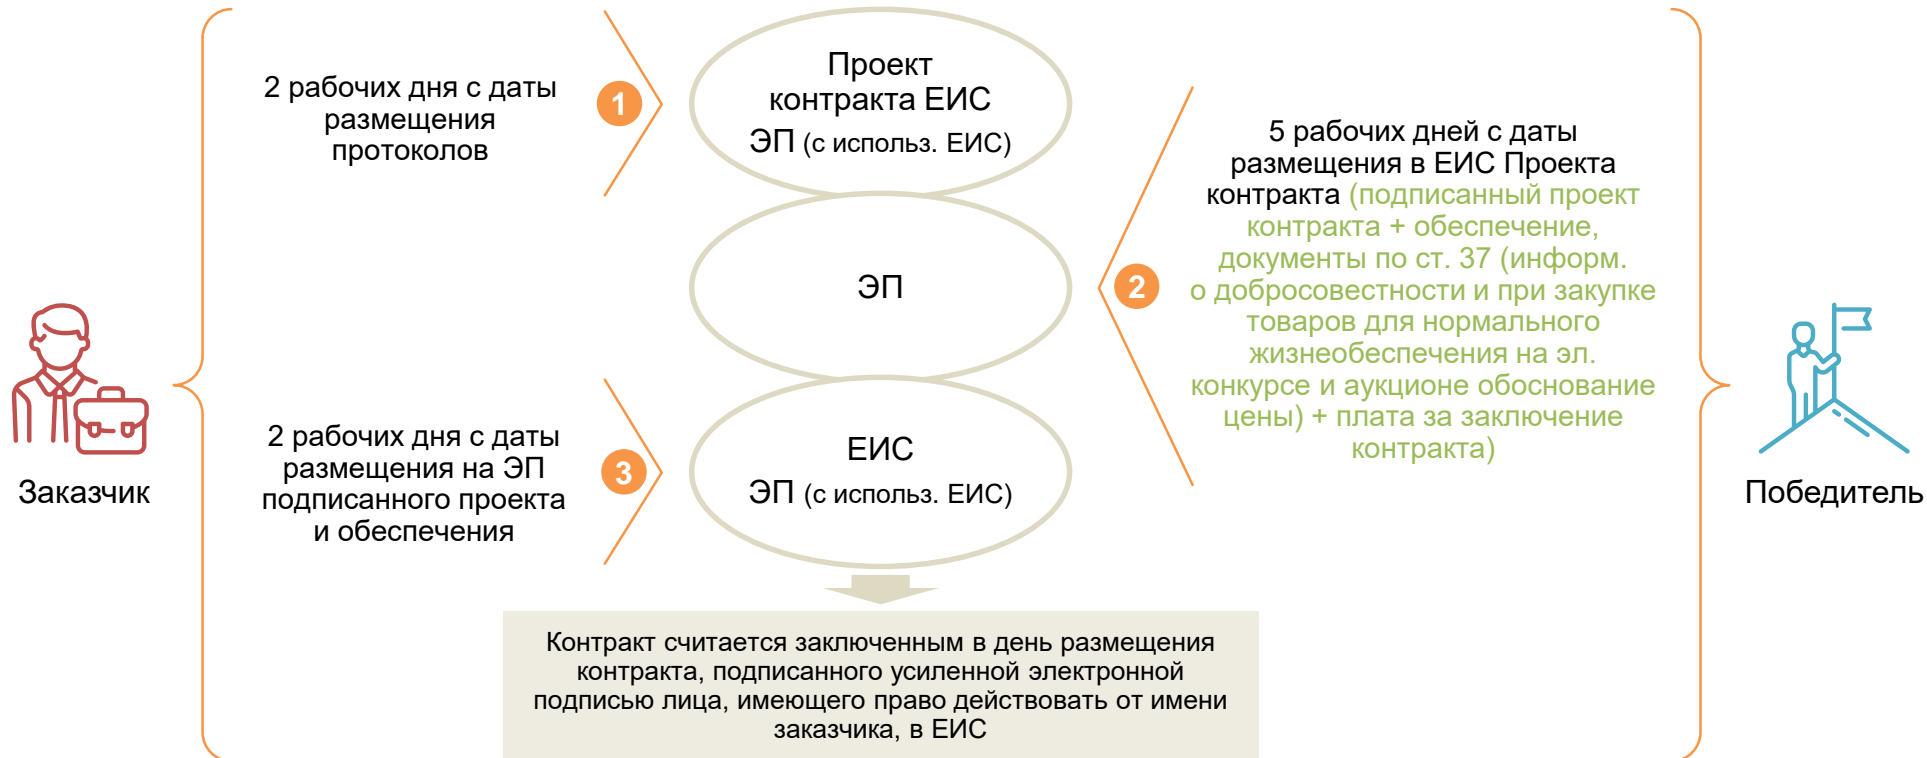 2 рабочих дня с даты
размещения
протоколов
1
Проект
контракта ЕИС
ЭП (с использ. ЕИС)
ЭП
2
5 рабочих дней с даты
размещения в ЕИС Проекта
контракта (подписанный проект
контракта + обеспечение,
документы по ст. 37 (информ.
о добросовестности и при закупке
товаров для нормального
жизнеобеспечения на эл.
конкурсе и аукционе обоснование
цены) + плата за заключение
контракта)
2 рабочих дня с даты
размещения на ЭП
подписанного проекта
и обеспечения
3
ЕИС
ЭП (с использ. ЕИС)
Заказчик
Победитель
Контракт считается заключенным в день размещения
контракта, подписанного усиленной электронной
подписью лица, имеющего право действовать от имени
заказчика, в ЕИС